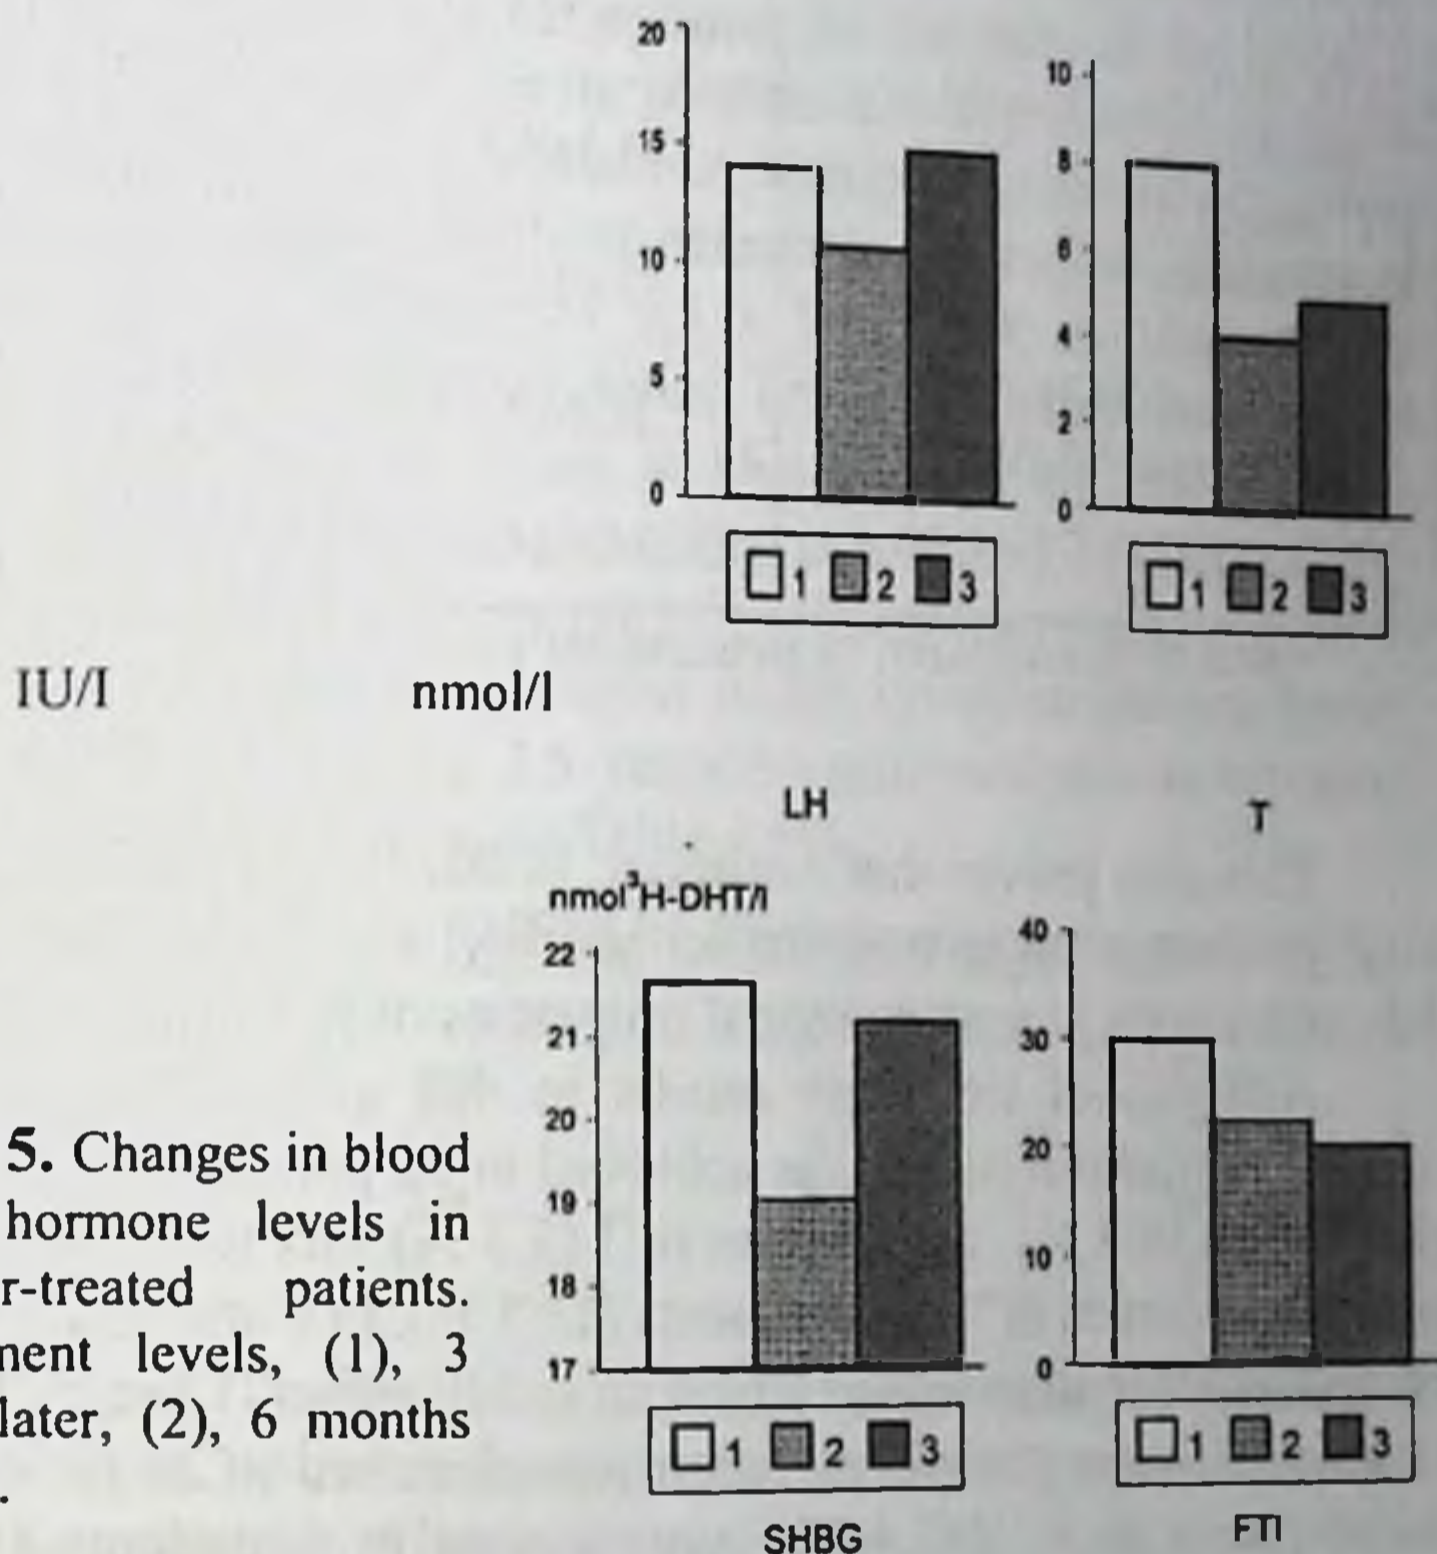 20
15
10
5
0
1 2 3
10
8
6
4
2
0
1 2 3
IU/l nmol/l
LH T
nmol³H-DHT/l
22
21
20
19
18
17
1 2 3
SHBG
40
30
20
10
0
1 2 3
FTI
5. Changes in blood
hormone levels in
r-treated patients.
nent levels, (1), 3
later, (2), 6 months
.